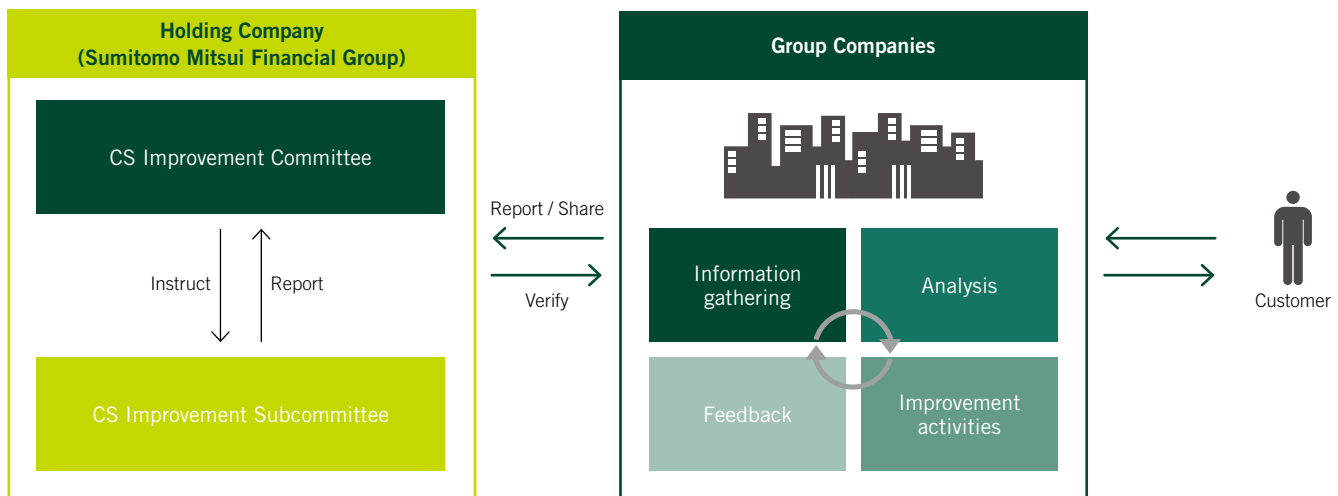 Holding Company
(Sumitomo Mitsui Financial Group)
CS Improvement Committee
Instruct
Report
CS Improvement Subcommittee
Report / Share
Verify
Group Companies
Information
gathering
Analysis
Feedback
Improvement
activities
Customer